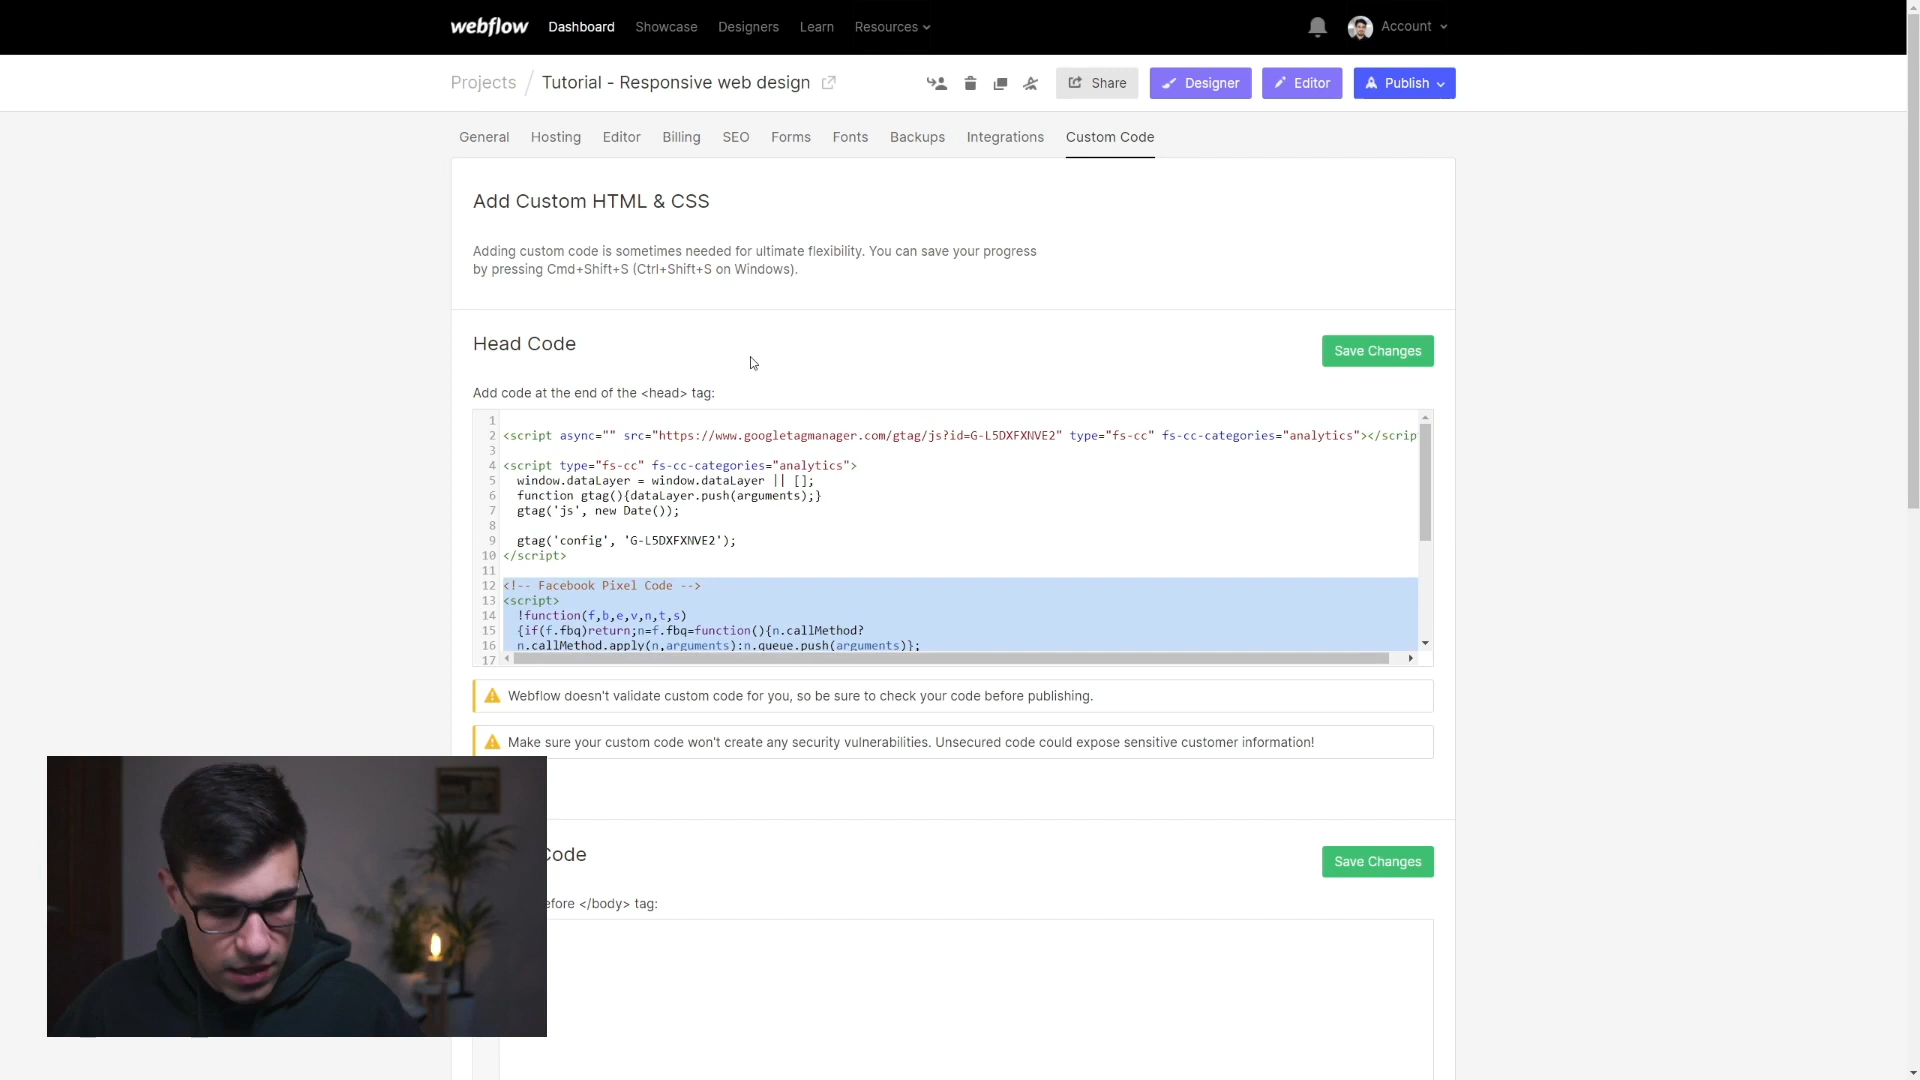 webflow Dashboard Showcase Designers Learn Resources Account
Projects / Tutorial - Responsive web design Share Designer Editor Publish
General Hosting Editor Billing SEO Forms Fonts Backups Integrations Custom Code
Add Custom HTML & CSS
Adding custom code is sometimes needed for ultimate flexibility. You can save your progress
by pressing Cmd+Shift+S (Ctrl+Shift+S on Windows).
Head Code
Save Changes
Add code at the end of the <head> tag:
1
2 <script async="" src="https://www.googletagmanager.com/gtag/js?id=G-L5DXFXNVE2" type="fs-cc" fs-cc-categories="analytics"></scrip
3
4 <script type="fs-cc" fs-cc-categories="analytics">
5 window.dataLayer = window.dataLayer || [];
6 function gtag(){dataLayer.push(arguments);}
7 gtag('js', new Date());
8
9 gtag('config', 'G-L5DXFXNVE2');
10 </script>
11
12 <!-- Facebook Pixel Code -->
13 <script>
14 !function(f,b,e,v,n,t,s)
15 {if(f.fbq)return;n=f.fbq=function(){n.callMethod?
16 n.callMethod.apply(n,arguments):n.queue.push(arguments)};
17
Webflow doesn't validate custom code for you, so be sure to check your code before publishing.
Make sure your custom code won't create any security vulnerabilities. Unsecured code could expose sensitive customer information!
Code
Save Changes
efore </body> tag: